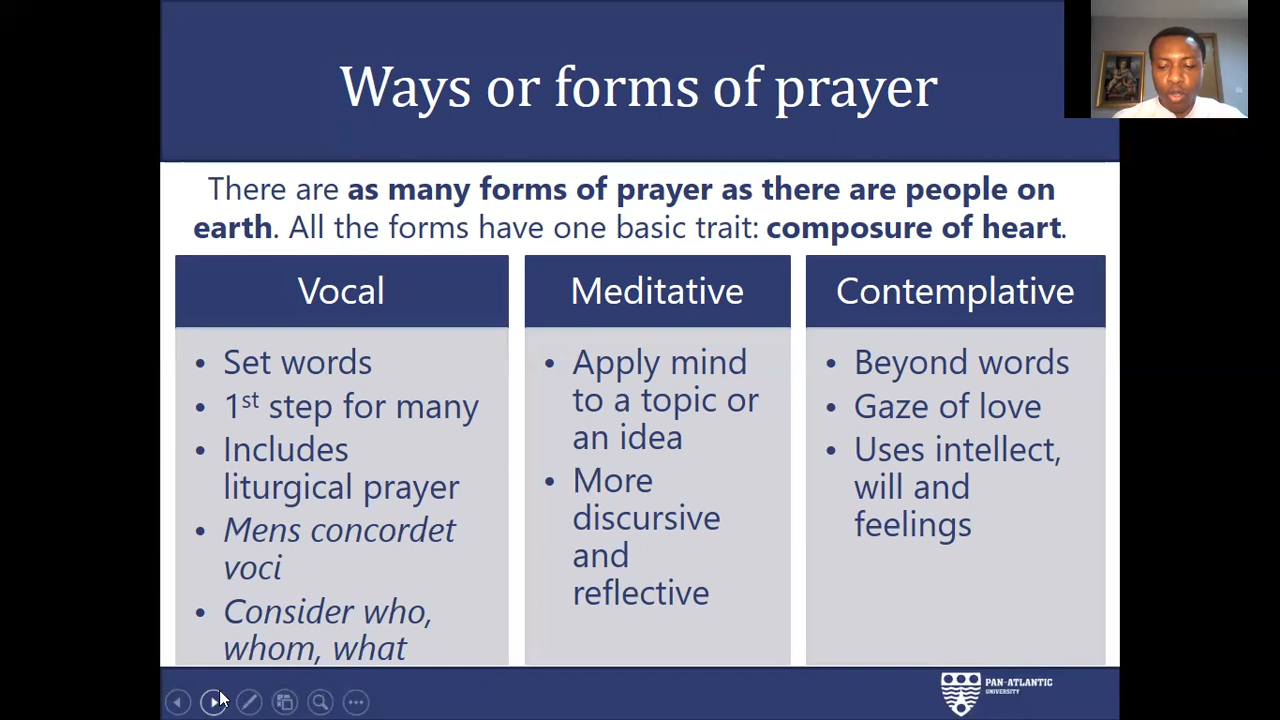 Ways or forms of prayer
There are as many forms of prayer as there are people on
earth. All the forms have one basic trait: composure of heart.
Vocal
• Set words
• 1st step for many
• Includes
liturgical prayer
• Mens concordet
voci
• Consider who,
whom, what
Meditative
• Apply mind
to a topic or
an idea
• More
discursive
and
reflective
Contemplative
• Beyond words
• Gaze of love
• Uses intellect,
will and
feelings
PAN-ATLANTIC
UNIVERSITY